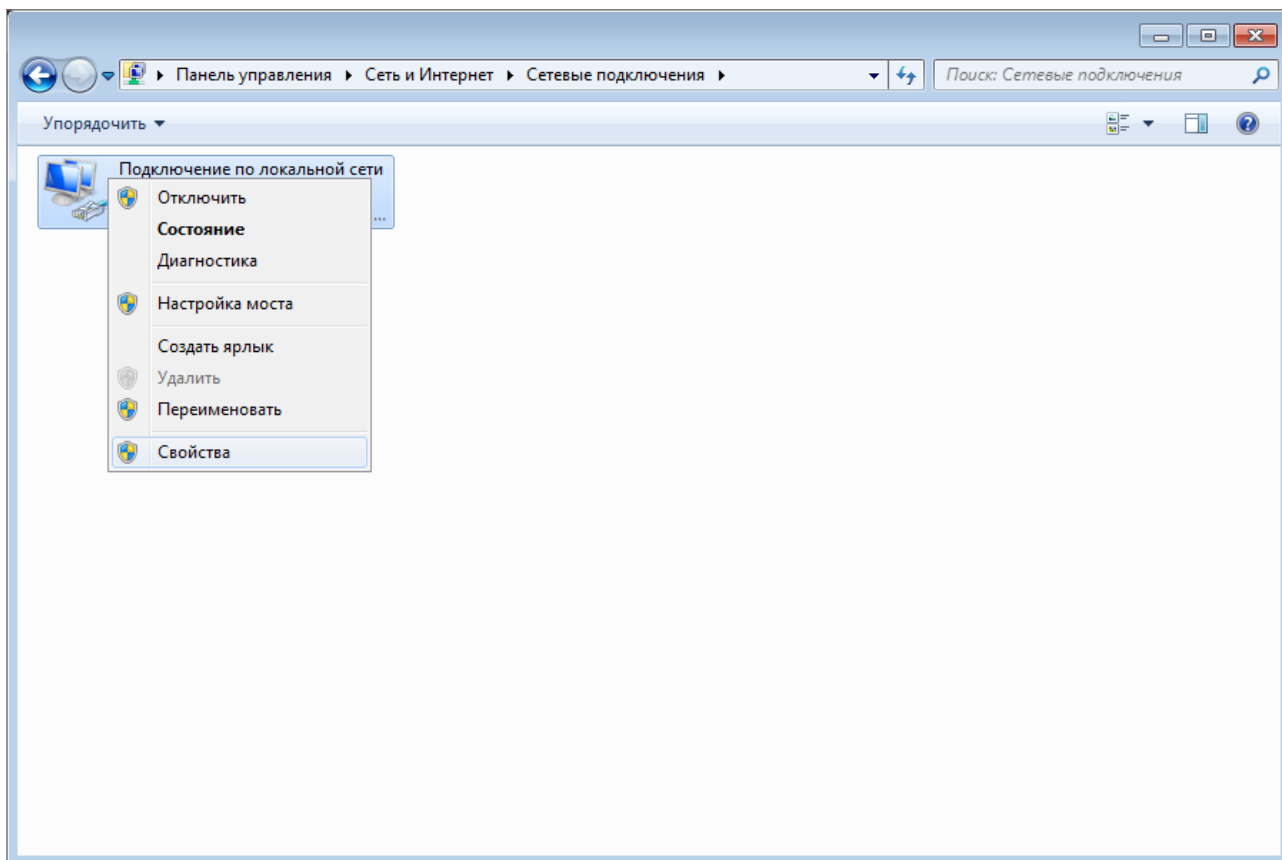 Панель управления ▸ Сеть и Интернет ▸ Сетевые подключения ▸
Поиск: Сетевые подключения
Упорядочить
Подключение по локальной сети
...
Отключить
Состояние
Диагностика
Настройка моста
Создать ярлык
Удалить
Переименовать
Свойства